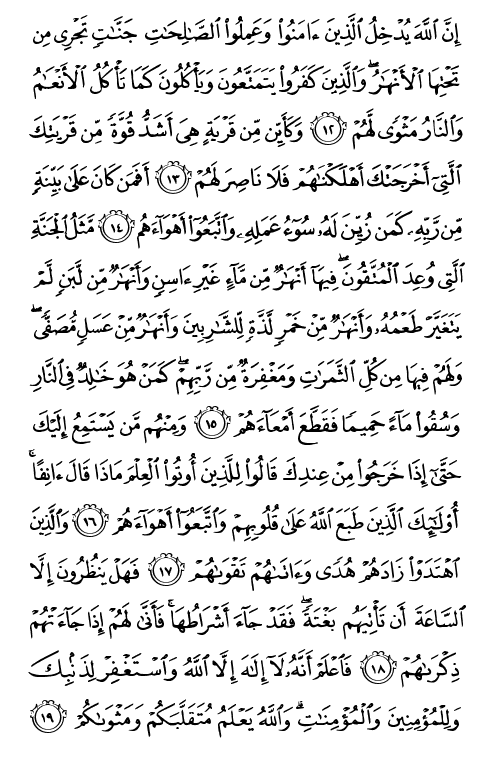 إِنَّ ٱللَّهَ يُدْخِلُ ٱلَّذِينَ ءَامَنُوا۟ وَعَمِلُوا۟ ٱلصَّـٰلِحَـٰتِ جَنَّـٰتٍ تَجْرِى مِن
تَحْتِهَا ٱلْأَنْهَـٰرُ ۖ وَٱلَّذِينَ كَفَرُوا۟ يَتَمَتَّعُونَ وَيَأْكُلُونَ كَمَا تَأْكُلُ ٱلْأَنْعَـٰمُ
وَٱلنَّارُ مَثْوًى لَّهُمْ ١٢ وَكَأَيِّن مِّن قَرْيَةٍ هِىَ أَشَدُّ قُوَّةً مِّن قَرْيَتِكَ
ٱلَّتِىٓ أَخْرَجَتْكَ أَهْلَكْنَـٰهُمْ فَلَا نَاصِرَ لَهُمْ ١٣ أَفَمَن كَانَ عَلَىٰ بَيِّنَةٍ
مِّن رَّبِّهِۦ كَمَن زُيِّنَ لَهُۥ سُوٓءُ عَمَلِهِۦ وَٱتَّبَعُوٓا۟ أَهْوَآءَهُم ١٤ مَّثَلُ ٱلْجَنَّةِ
ٱلَّتِى وُعِدَ ٱلْمُتَّقُونَ ۖ فِيهَآ أَنْهَـٰرٌ مِّن مَّآءٍ غَيْرِ ءَاسِنٍ وَأَنْهَـٰرٌ مِّن لَّبَنٍ لَّمْ
يَتَغَيَّرْ طَعْمُهُۥ وَأَنْهَـٰرٌ مِّنْ خَمْرٍ لَّذَّةٍ لِّلشَّـٰرِبِينَ وَأَنْهَـٰرٌ مِّنْ عَسَلٍ مُّصَفًّى ۖ
وَلَهُمْ فِيهَا مِن كُلِّ ٱلثَّمَرَٰتِ وَمَغْفِرَةٌ مِّن رَّبِّهِمْ ۖ كَمَنْ هُوَ خَـٰلِدٌ فِى ٱلنَّارِ
وَسُقُوا۟ مَآءً حَمِيمًا فَقَطَّعَ أَمْعَآءَهُمْ ١٥ وَمِنْهُم مَّن يَسْتَمِعُ إِلَيْكَ
حَتَّىٰٓ إِذَا خَرَجُوا۟ مِنْ عِندِكَ قَالُوا۟ لِلَّذِينَ أُوتُوا۟ ٱلْعِلْمَ مَاذَا قَالَ ءَانِفًا ۚ
أُو۟لَـٰٓئِكَ ٱلَّذِينَ طَبَعَ ٱللَّهُ عَلَىٰ قُلُوبِهِمْ وَٱتَّبَعُوٓا۟ أَهْوَآءَهُمْ ١٦ وَٱلَّذِينَ
ٱهْتَدَوْا۟ زَادَهُمْ هُدًى وَءَاتَىٰهُمْ تَقْوَىٰهُمْ ١٧ فَهَلْ يَنظُرُونَ إِلَّا
ٱلسَّاعَةَ أَن تَأْتِيَهُم بَغْتَةً ۖ فَقَدْ جَآءَ أَشْرَاطُهَا ۚ فَأَنَّىٰ لَهُمْ إِذَا جَآءَتْهُمْ
ذِكْرَىٰهُمْ ١٨ فَٱعْلَمْ أَنَّهُۥ لَآ إِلَـٰهَ إِلَّا ٱللَّهُ وَٱسْتَغْفِرْ لِذَنۢبِكَ
وَلِلْمُؤْمِنِينَ وَٱلْمُؤْمِنَـٰتِ ۗ وَٱللَّهُ يَعْلَمُ مُتَقَلَّبَكُمْ وَمَثْوَىٰكُمْ ١٩